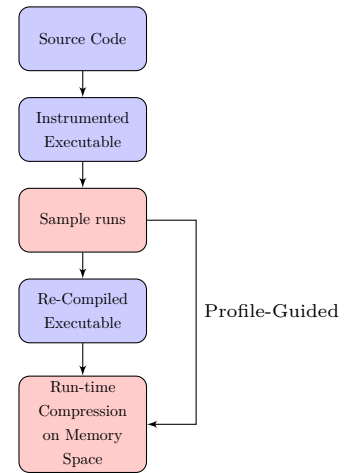 Source Code
Instrumented
Executable
Sample runs
Re-Compiled
Executable
Profile-Guided
Run-time
Compression
on Memory
Space